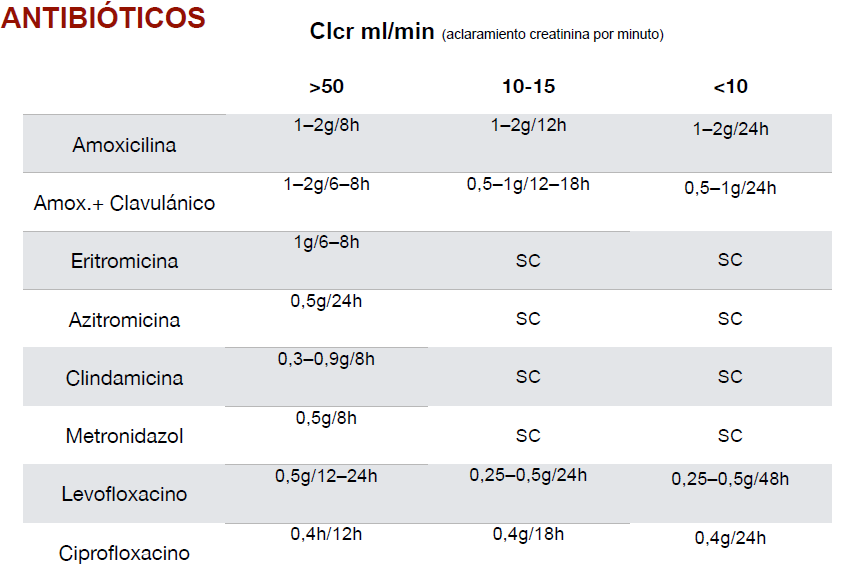 ANTIBIÓTICOS
Clcr ml/min (aclaramiento creatinina por minuto)
>50 10-15 <10
Amoxicilina 1–2g/8h 1–2g/12h 1–2g/24h
Amox.+ Clavulánico 1–2g/6–8h 0,5–1g/12–18h 0,5–1g/24h
Eritromicina 1g/6–8h SC SC
Azitromicina 0,5g/24h SC SC
Clindamicina 0,3–0,9g/8h SC SC
Metronidazol 0,5g/8h SC SC
Levofloxacino 0,5g/12–24h 0,25–0,5g/24h 0,25–0,5g/48h
Ciprofloxacino 0,4h/12h 0,4g/18h 0,4g/24h